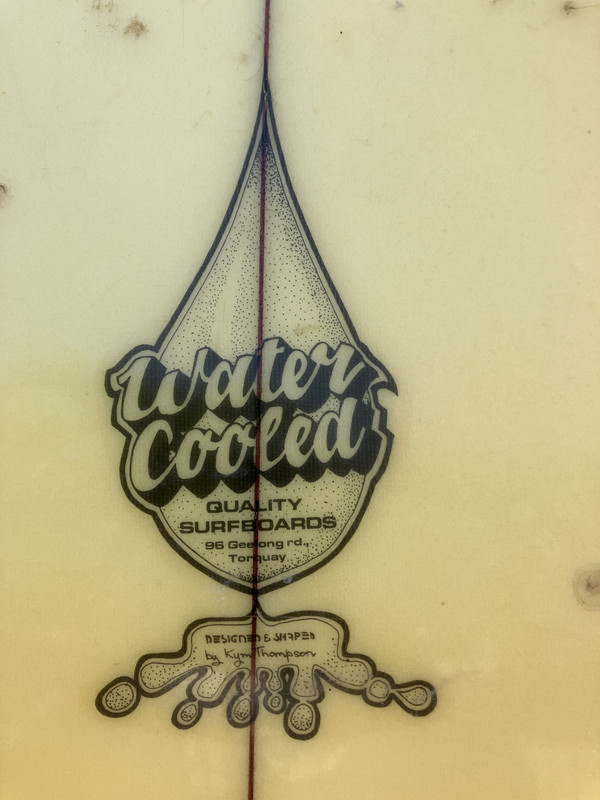 Water
Cooled
QUALITY
SURFBOARDS
96 Geelong rd.,
Torquay
DESIGNED & SHAPED
by Kym Thompson